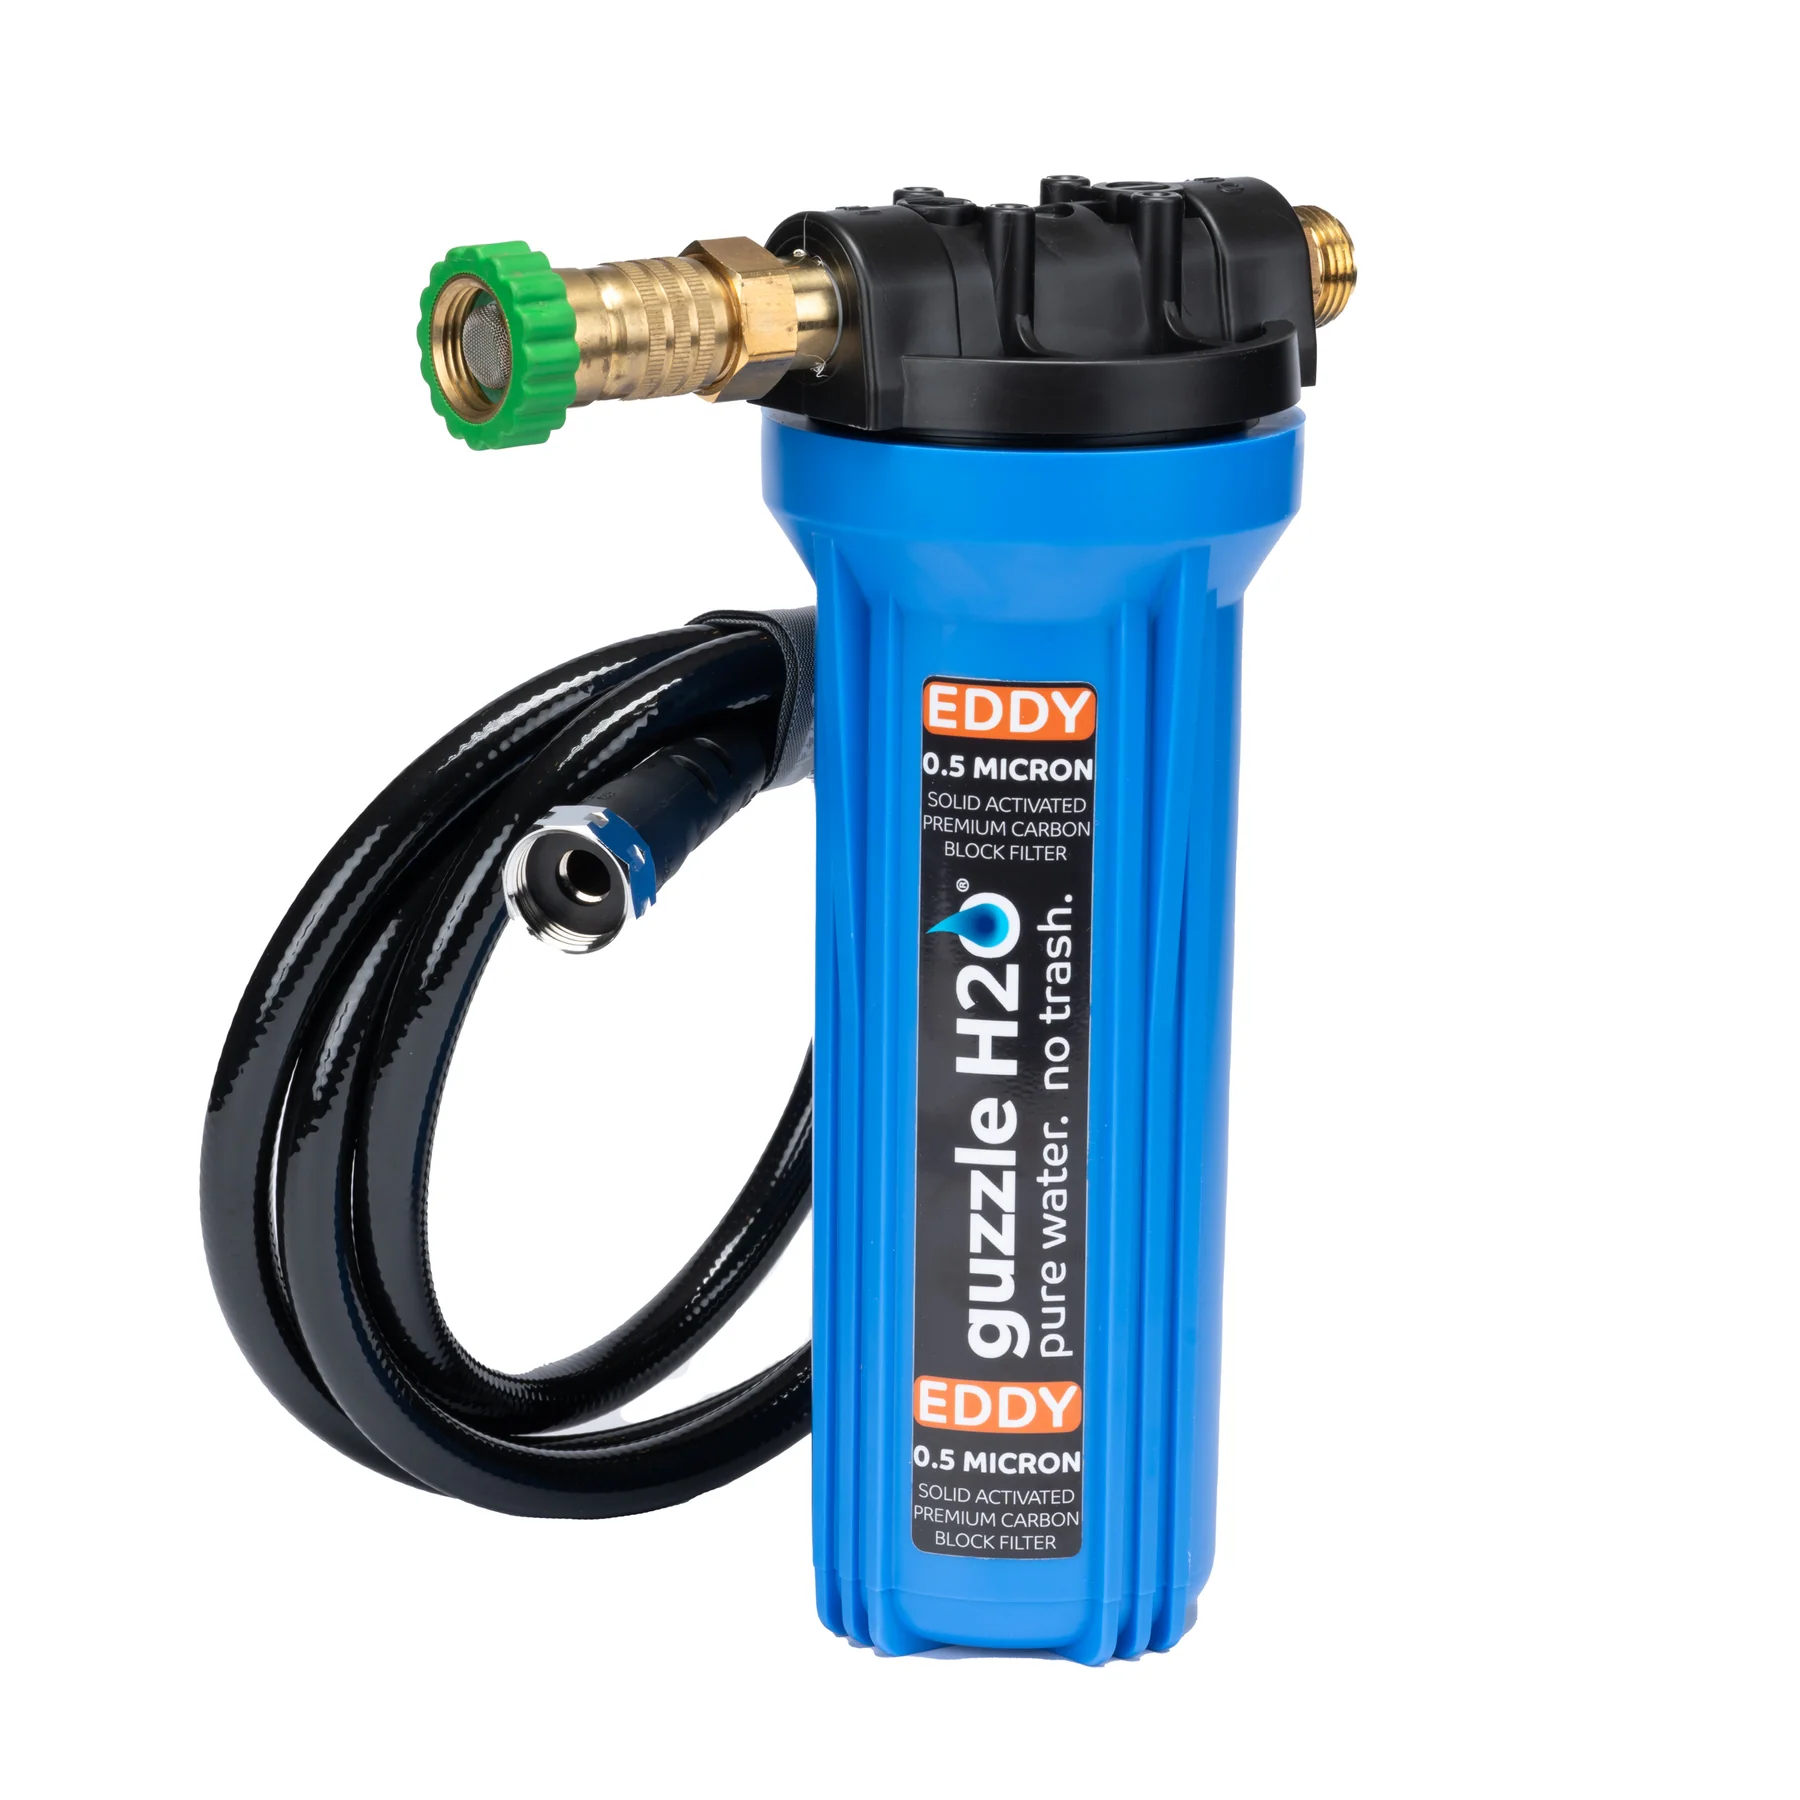 EDDY
0.5 MICRON
SOLID ACTIVATED
PREMIUM CARBON
BLOCK FILTER
guzzle H2O®
pure water. no trash.
EDDY
0.5 MICRON
SOLID ACTIVATED
PREMIUM CARBON
BLOCK FILTER